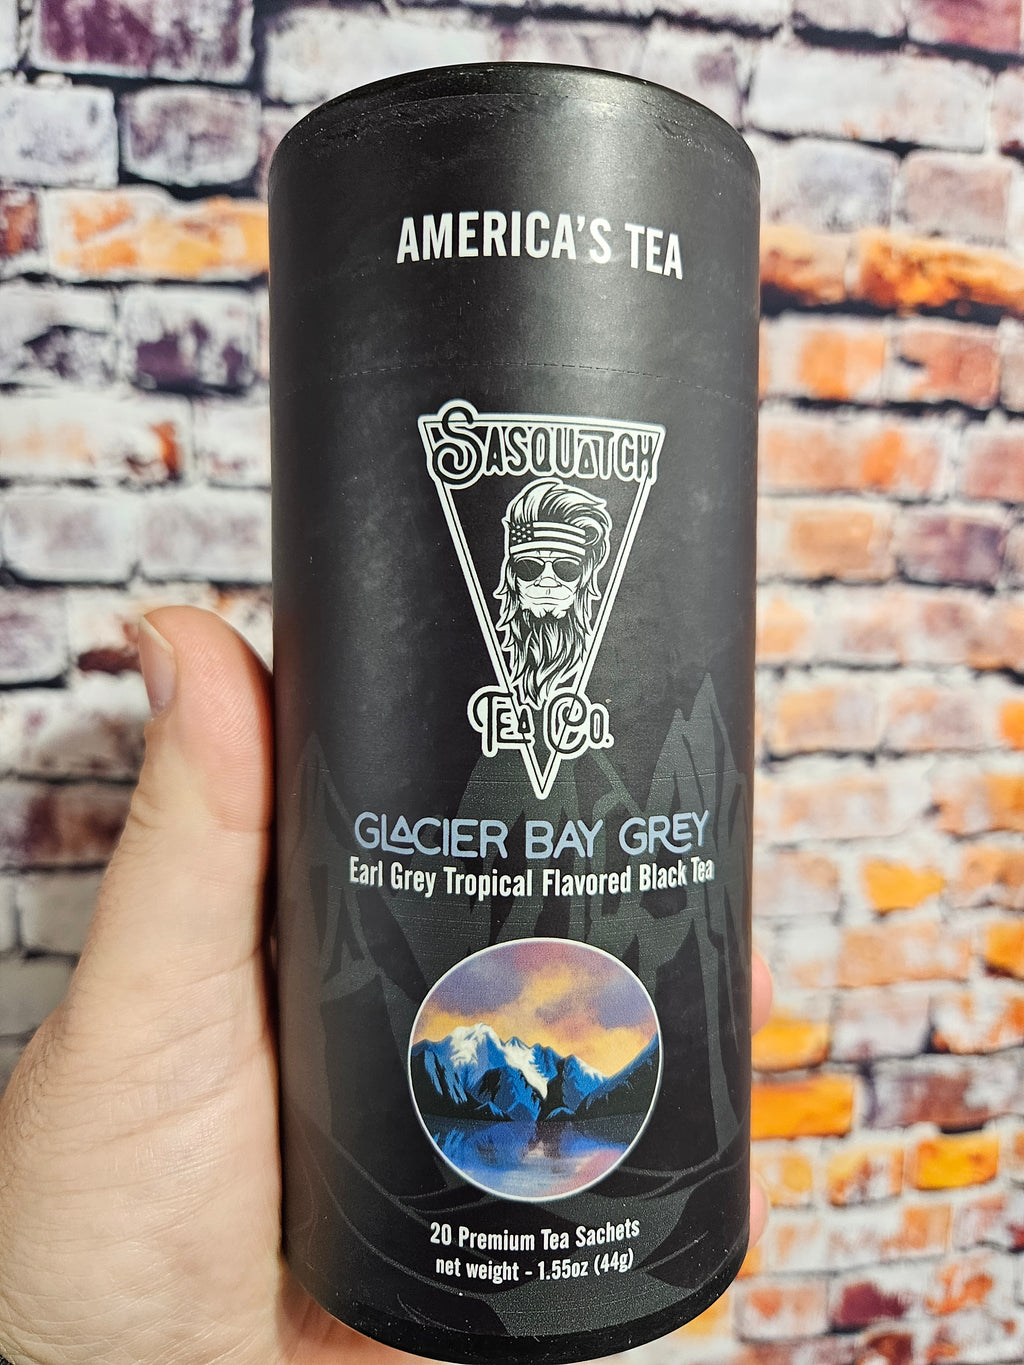 AMERICA'S TEA
SASQUATCH
TEA CO.
GLACIER BAY GREY
Earl Grey Tropical Flavored Black Tea
20 Premium Tea Sachets
net weight - 1.55oz (44g)